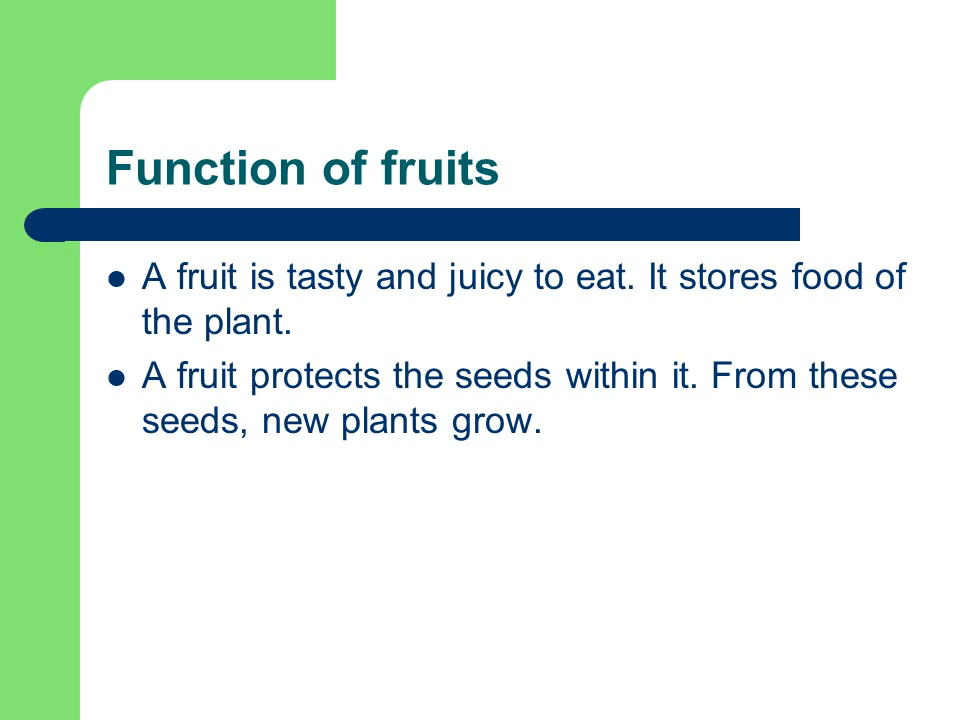 Function of fruits
● A fruit is tasty and juicy to eat. It stores food of
the plant.
● A fruit protects the seeds within it. From these
seeds, new plants grow.